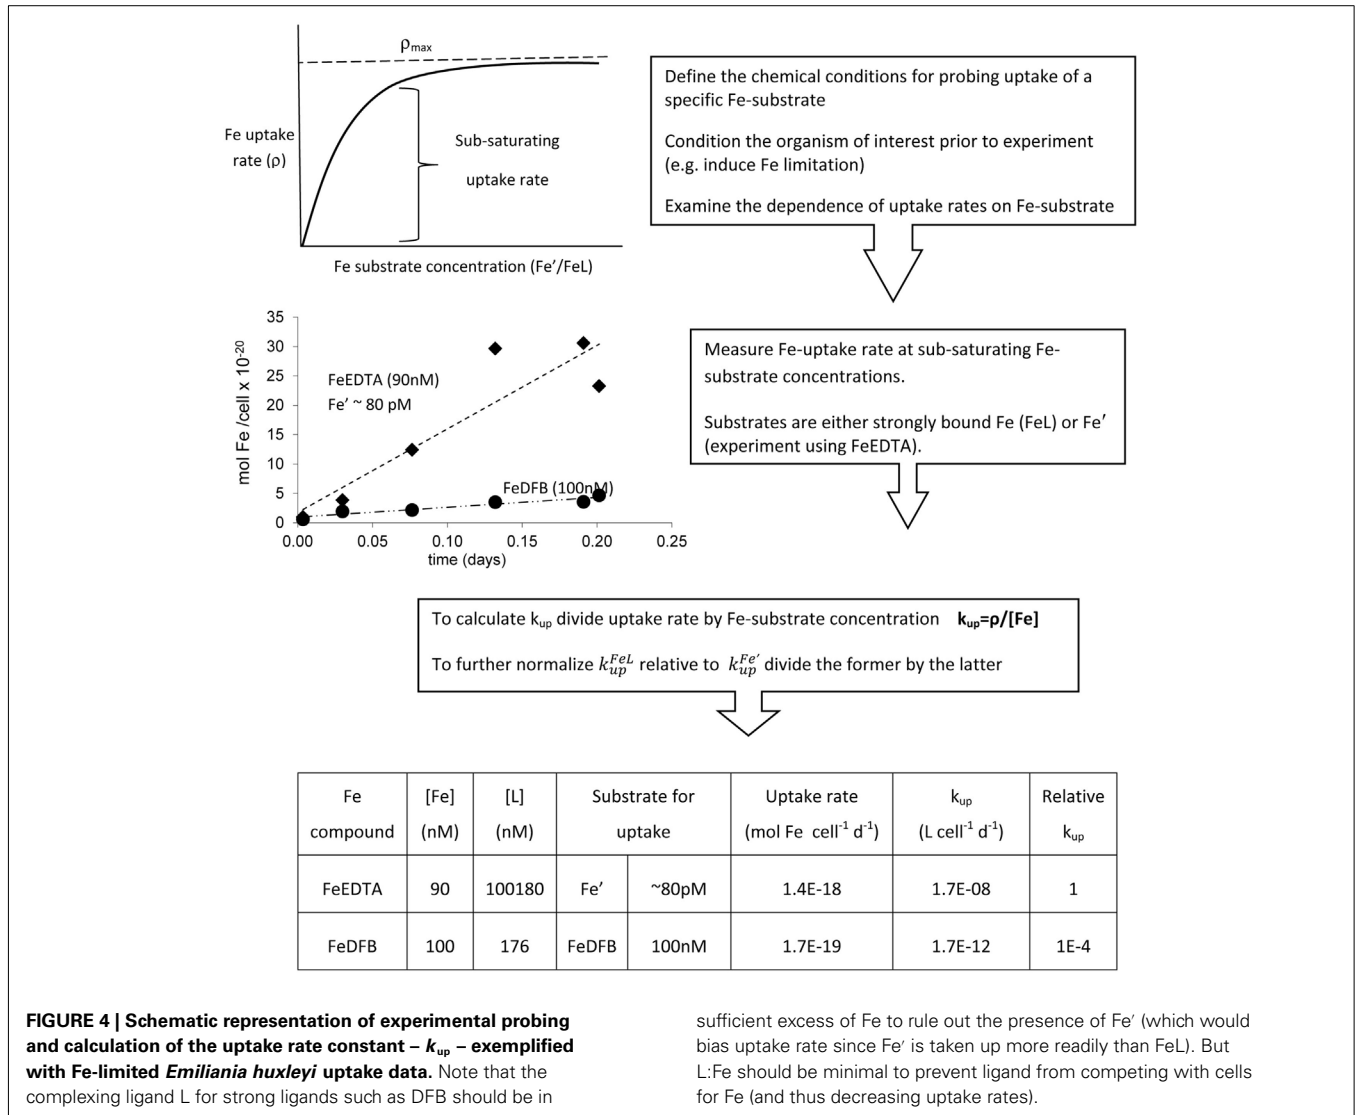 ρmax
Fe uptake
rate (ρ)
Sub-saturating
uptake rate
Fe substrate concentration (Fe’/FeL)
Define the chemical conditions for probing uptake of a
specific Fe-substrate
Condition the organism of interest prior to experiment
(e.g. induce Fe limitation)
Examine the dependence of uptake rates on Fe-substrate
mol Fe /cell x 10-20
35
30
25
20
15
10
5
0
FeEDTA (90nM)
Fe’ ~ 80 pM
FeDFB (100nM)
0.00 0.05 0.10 0.15 0.20 0.25
time (days)
Measure Fe-uptake rate at sub-saturating Fe-
substrate concentrations.
Substrates are either strongly bound Fe (FeL) or Fe’
(experiment using FeEDTA).
To calculate kup divide uptake rate by Fe-substrate concentration kup=ρ/[Fe]
To further normalize kupFeL relative to kupFe′ divide the former by the latter
Fe [Fe] [L] Substrate for Uptake rate kup Relative
compound (nM) (nM) uptake (mol Fe cell-1 d-1) (L cell-1 d-1) kup
FeEDTA 90 100180 Fe’ ~80pM 1.4E-18 1.7E-08 1
FeDFB 100 176 FeDFB 100nM 1.7E-19 1.7E-12 1E-4
FIGURE 4 | Schematic representation of experimental probing
and calculation of the uptake rate constant – kup – exemplified
with Fe-limited Emiliania huxleyi uptake data. Note that the
complexing ligand L for strong ligands such as DFB should be in
sufficient excess of Fe to rule out the presence of Fe′ (which would
bias uptake rate since Fe′ is taken up more readily than FeL). But
L:Fe should be minimal to prevent ligand from competing with cells
for Fe (and thus decreasing uptake rates).